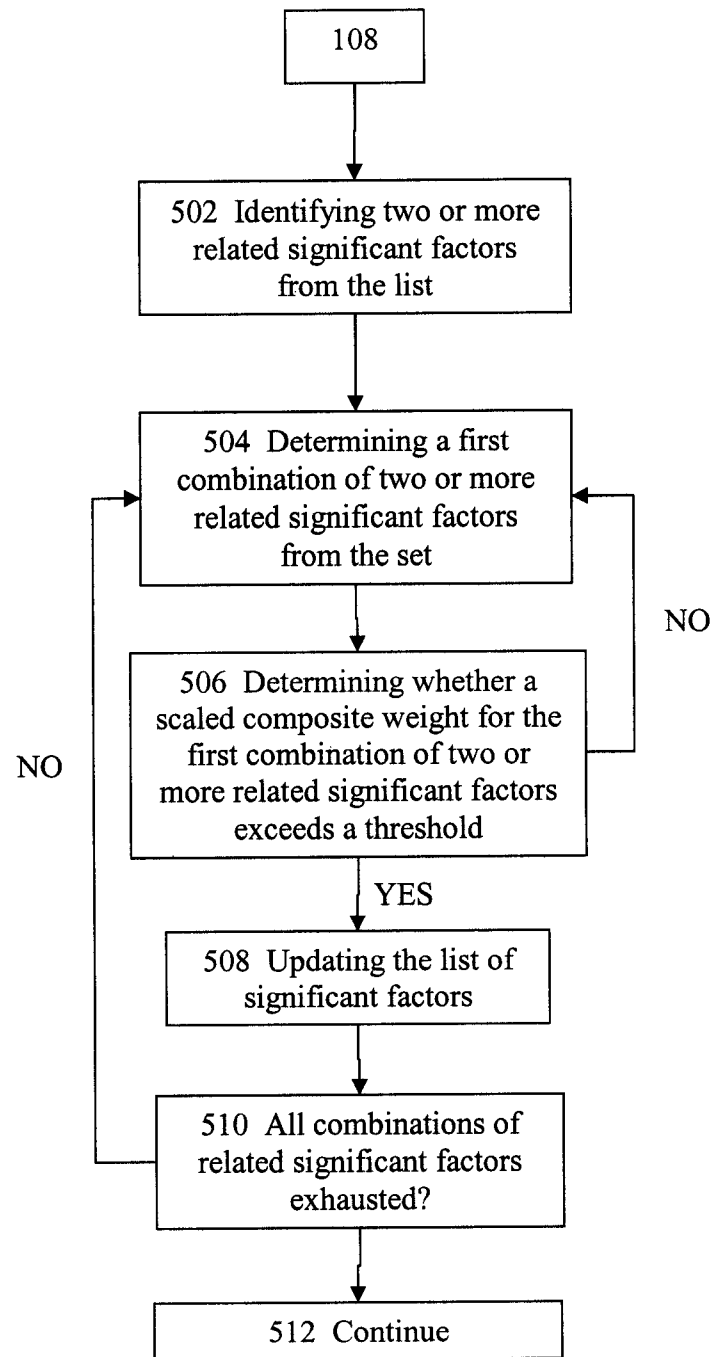 108
502 Identifying two or more
related significant factors
from the list
504 Determining a first
combination of two or more
related significant factors
from the set
NO
506 Determining whether a
scaled composite weight for the
first combination of two or
more related significant factors
exceeds a threshold
NO
YES
508 Updating the list of
significant factors
510 All combinations of
related significant factors
exhausted?
512 Continue